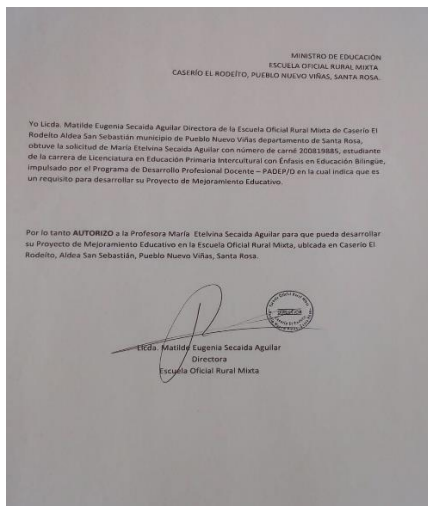 MINISTRO DE EDUCACIÓN
ESCUELA OFICIAL RURAL MIXTA
CASERÍO EL RODEÍTO, PUEBLO NUEVO VIÑAS, SANTA ROSA.
Yo Licda. Matilde Eugenia Secaida Aguilar Directora de la Escuela Oficial Rural Mixta de Caserío El
Rodeíto Aldea San Sebastián municipio de Pueblo Nuevo Viñas departamento de Santa Rosa,
obtuve la solicitud de María Etelvina Secaida Aguilar con número de carné 200819885, estudiante
de la carrera de Licenciatura en Educación Primaria Intercultural con Énfasis en Educación Bilingüe,
impulsado por el Programa de Desarrollo Profesional Docente – PADEP/D en la cual indica que es
un requisito para desarrollar su Proyecto de Mejoramiento Educativo.
Por lo tanto AUTORIZO a la Profesora María Etelvina Secaida Aguilar para que pueda desarrollar
su Proyecto de Mejoramiento Educativo en la Escuela Oficial Rural Mixta, ubicada en Caserío El
Rodeíto, Aldea San Sebastián, Pueblo Nuevo Viñas, Santa Rosa.
Licda. Matilde Eugenia Secaida Aguilar
Directora
Escuela Oficial Rural Mixta